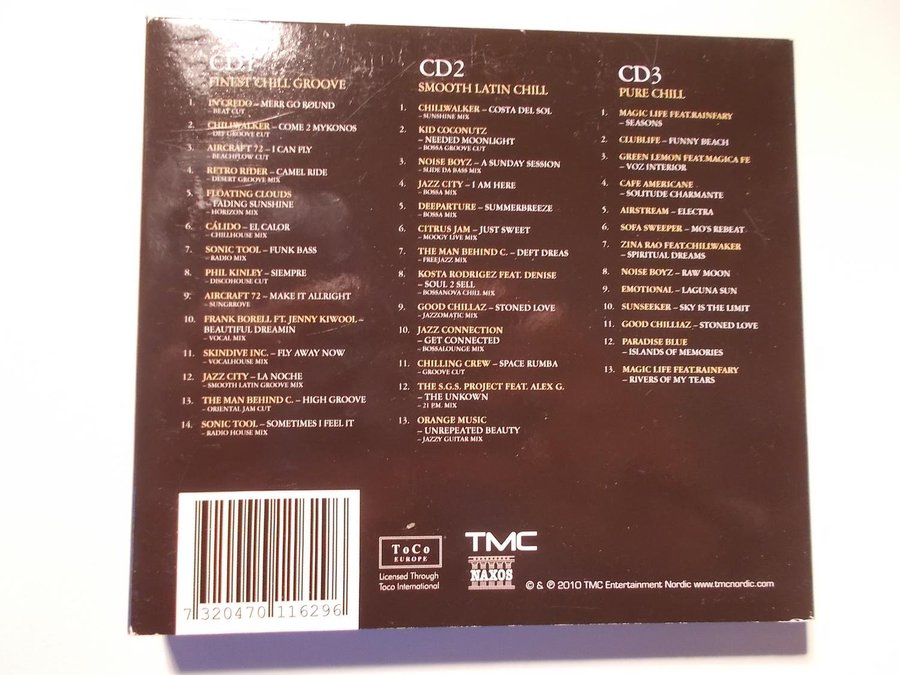 CD1
FINEST CHILL GROOVE
1. IN CREDO – MERR GO ROUND
– BEAT CUT
2. CHILLWALKER – COME 2 MYKONOS
– DEF GROOVE CUT
3. AIRCRAFT 72 – I CAN FLY
– BEACHFLOW CUT
4. RETRO RIDER – CAMEL RIDE
– DESERT GROOVE MIX
5. FLOATING CLOUDS
– FADING SUNSHINE
– HORIZON MIX
6. CÁLIDO – EL CALOR
– CHILLHOUSE MIX
7. SONIC TOOL – FUNK BASS
– RADIO MIX
8. PHIL KINLEY – SIEMPRE
– DISCOHOUSE CUT
9. AIRCRAFT 72 – MAKE IT ALLRIGHT
– SUNGRROVE
10. FRANK BORELL FT. JENNY KIWOOL –
BEAUTIFUL DREAMIN
– VOCAL MIX
11. SKINDIVE INC. – FLY AWAY NOW
– VOCALHOUSE MIX
12. JAZZ CITY – LA NOCHE
– SMOOTH LATIN GROOVE MIX
13. THE MAN BEHIND C. – HIGH GROOVE
– ORIENTAL JAM CUT
14. SONIC TOOL – SOMETIMES I FEEL IT
– RADIO HOUSE MIX
CD2
SMOOTH LATIN CHILL
1. CHILLWALKER – COSTA DEL SOL
– SUNSHINE MIX
2. KID COCONUTZ
– NEEDED MOONLIGHT
– BOSSA GROOVE CUT
3. NOISE BOYZ – A SUNDAY SESSION
– SLIDE DA BASS MIX
4. JAZZ CITY – I AM HERE
– BOSSA MIX
5. DEEPARTURE – SUMMERBREEZE
– BOSSA MIX
6. CITRUS JAM – JUST SWEET
– MOOGY LIVE MIX
7. THE MAN BEHIND C. – DEFT DREAS
– FREEJAZZ MIX
8. KOSTA RODRIGEZ FEAT. DENISE
– SOUL 2 SELL
– BOSSANOVA CHILL MIX
9. GOOD CHILLAZ – STONED LOVE
– JAZZOMATIC MIX
10. JAZZ CONNECTION
– GET CONNECTED
– BOSSALOUNGE MIX
11. CHILLING CREW – SPACE RUMBA
– GROOVE CUT
12. THE S.G.S. PROJECT FEAT. ALEX G.
– THE UNKOWN
– 21 P.M. MIX
13. ORANGE MUSIC
– UNREPEATED BEAUTY
– JAZZY GUITAR MIX
CD3
PURE CHILL
1. MAGIC LIFE FEAT.RAINFARY
– SEASONS
2. CLUBLIFE – FUNNY BEACH
3. GREEN LEMON FEAT.MAGICA FE
– VOZ INTERIOR
4. CAFE AMERICANE
– SOLITUDE CHARMANTE
5. AIRSTREAM – ELECTRA
6. SOFA SWEEPER – MO'S REBEAT
7. ZINA RAO FEAT.CHILLWAKER
– SPIRITUAL DREAMS
8. NOISE BOYZ – RAW MOON
9. EMOTIONAL – LAGUNA SUN
10. SUNSEEKER – SKY IS THE LIMIT
11. GOOD CHILLIAZ – STONED LOVE
12. PARADISE BLUE
– ISLANDS OF MEMORIES
13. MAGIC LIFE FEAT.RAINFARY
– RIVERS OF MY TEARS
7 320470 116296
ToCo
EUROPE
Licensed Through
Toco International
TMC
NAXOS
© & ℗ 2010 TMC Entertainment Nordic www.tmcnordic.com